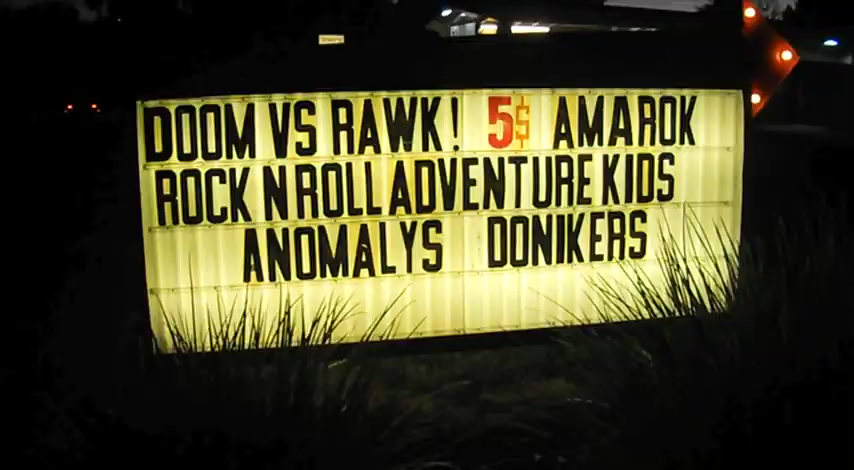 DOOM VS RAWK! 5$ AMAROK
ROCK N ROLL ADVENTURE KIDS
ANOMALYS DONIKERS